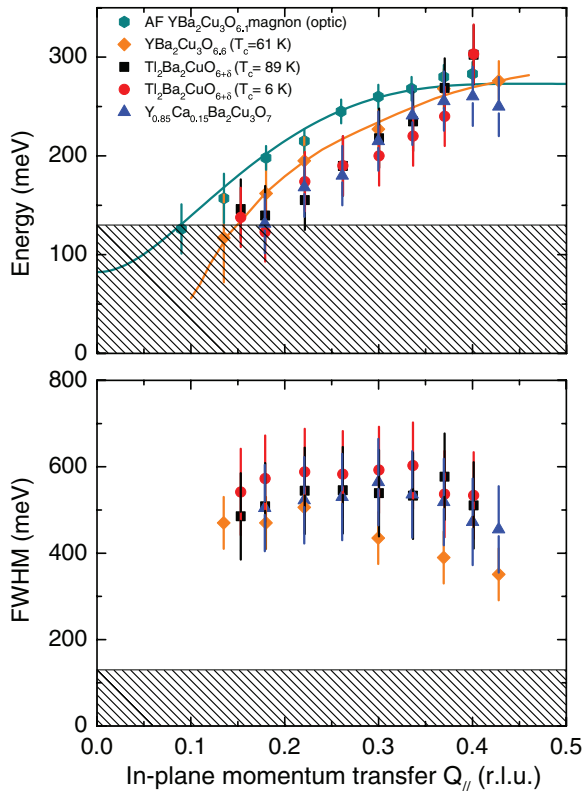 300
200
100
0
Energy (meV)
AF YBa2Cu3O6.1 magnon (optic)
YBa2Cu3O6.6 (Tc=61 K)
Tl2Ba2CuO6+δ (Tc= 89 K)
Tl2Ba2CuO6+δ (Tc= 6 K)
Y0.85Ca0.15Ba2Cu3O7
800
600
400
200
0
FWHM (meV)
0.0 0.1 0.2 0.3 0.4 0.5
In-plane momentum transfer Q// (r.l.u.)